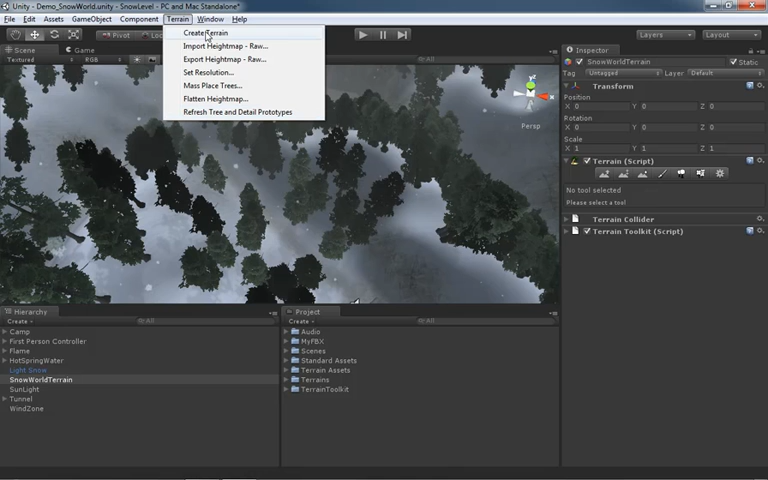 Unity - Demo_SnowWorld.unity - SnowLevel - PC and Mac Standalone*
File Edit Assets GameObject Component Terrain Window Help
Create Terrain
Import Heightmap - Raw...
Export Heightmap - Raw...
Set Resolution...
Mass Place Trees...
Flatten Heightmap...
Refresh Tree and Detail Prototypes
Pivot
Layers
Layout
Scene
Game
Textured
RGB
All
y
x
z
Persp
Inspector
SnowWorldTerrain
Static
Tag Untagged
Layer Default
Transform
Position
X 0 Y 0 Z 0
Rotation
X 0 Y 0 Z 0
Scale
X 1 Y 1 Z 1
Terrain (Script)
No tool selected
Please select a tool
Terrain Collider
Terrain Toolkit (Script)
Hierarchy
Create
All
Camp
First Person Controller
Flame
HotSpringWater
Light Snow
SnowWorldTerrain
SunLight
Tunnel
WindZone
Project
Create
All
Audio
MyFBX
Scenes
Standard Assets
Terrain Assets
Terrains
TerrainToolkit